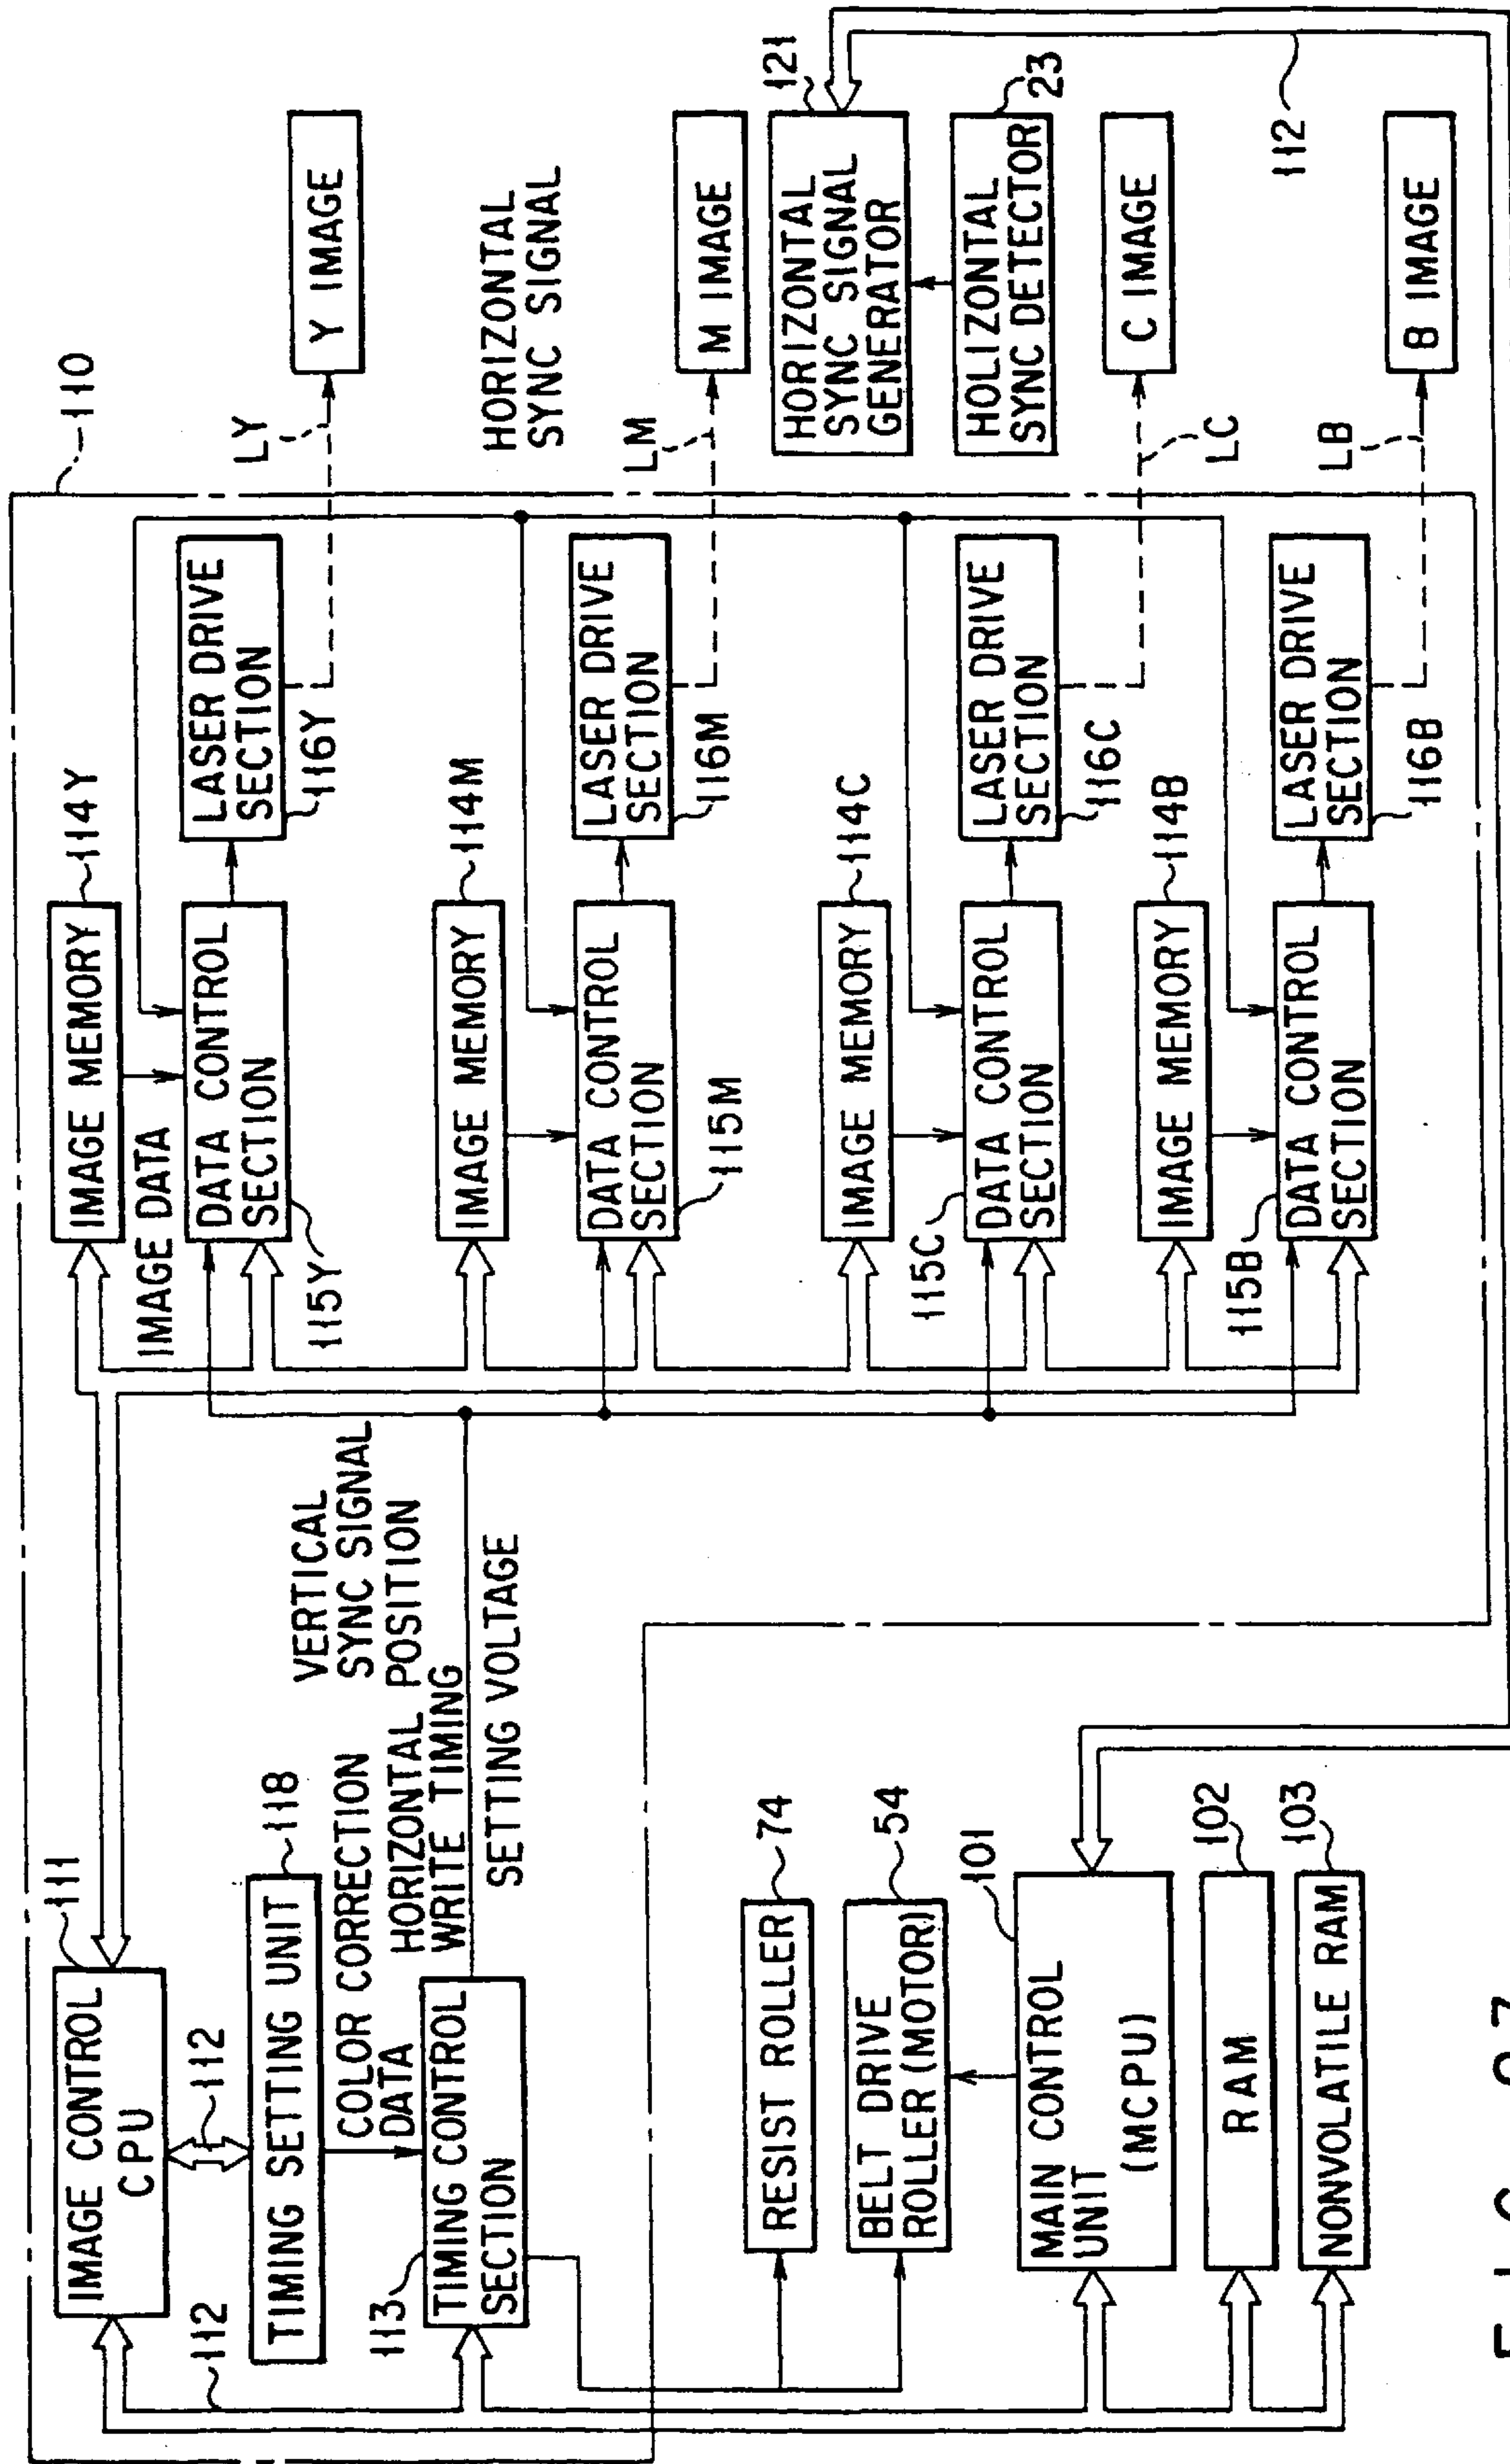 110
IMAGE CONTROL
CPU
111
112
112
TIMING SETTING UNIT
118
COLOR CORRECTION
DATA
HORIZONTAL POSITION
WRITE TIMING
VERTICAL
SYNC SIGNAL
SETTING VOLTAGE
113
TIMING CONTROL
SECTION
IMAGE MEMORY
114Y
IMAGE DATA
DATA CONTROL
SECTION
115Y
LASER DRIVE
SECTION
116Y
LY
Y IMAGE
HORIZONTAL
SYNC SIGNAL
IMAGE MEMORY
114M
DATA CONTROL
SECTION
115M
LASER DRIVE
SECTION
116M
LM
M IMAGE
HORIZONTAL
SYNC SIGNAL
GENERATOR
121
HOLIZONTAL
SYNC DETECTOR
23
IMAGE MEMORY
114C
115C
DATA CONTROL
SECTION
LASER DRIVE
SECTION
116C
LC
C IMAGE
IMAGE MEMORY
114B
115B
DATA CONTROL
SECTION
LASER DRIVE
SECTION
116B
LB
B IMAGE
112
RESIST ROLLER
74
BELT DRIVE
ROLLER (MOTOR)
54
MAIN CONTROL
UNIT
(MCPU)
101
RAM
102
NONVOLATILE RAM
103